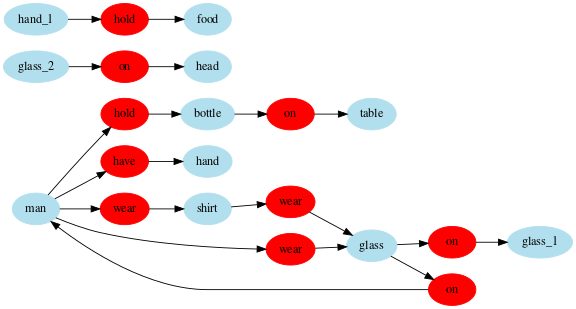 hand_1 hold food
glass_2 on head
hold bottle on table
have hand
man wear shirt wear
wear glass on glass_1
on